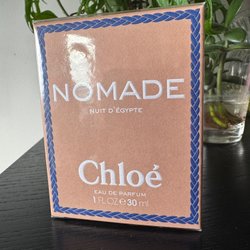 NOMADE
NUIT D'ÉGYPTE
Chloé
EAU DE PARFUM
1 FL OZ e 30 ml